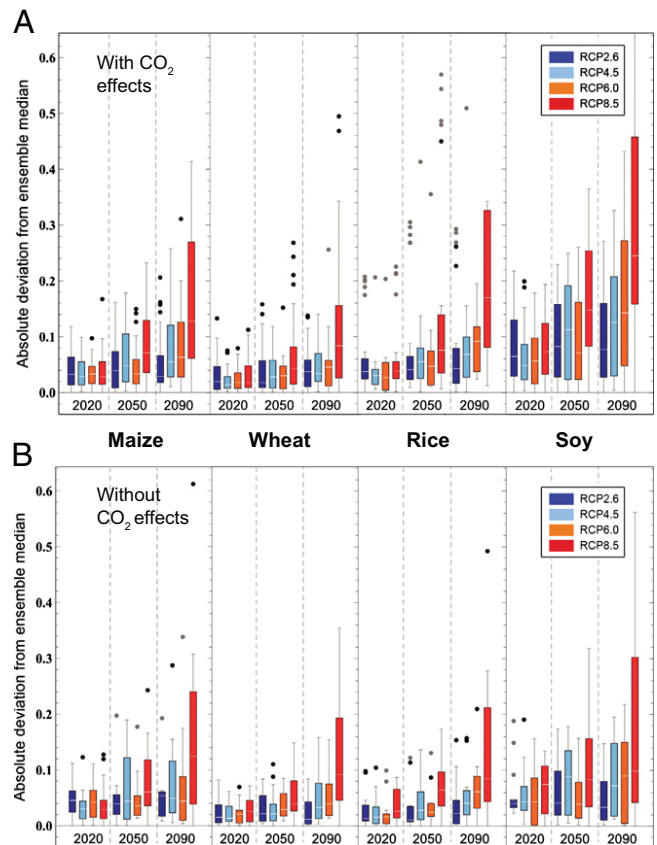 A
With CO2
effects
RCP2.6
RCP4.5
RCP6.0
RCP8.5
Absolute deviation from ensemble median
0.6
0.5
0.4
0.3
0.2
0.1
0.0
2020 2050 2090 2020 2050 2090 2020 2050 2090 2020 2050 2090
Maize Wheat Rice Soy
B
Without
CO2 effects
RCP2.6
RCP4.5
RCP6.0
RCP8.5
Absolute deviation from ensemble median
0.6
0.5
0.4
0.3
0.2
0.1
0.0
2020 2050 2090 2020 2050 2090 2020 2050 2090 2020 2050 2090